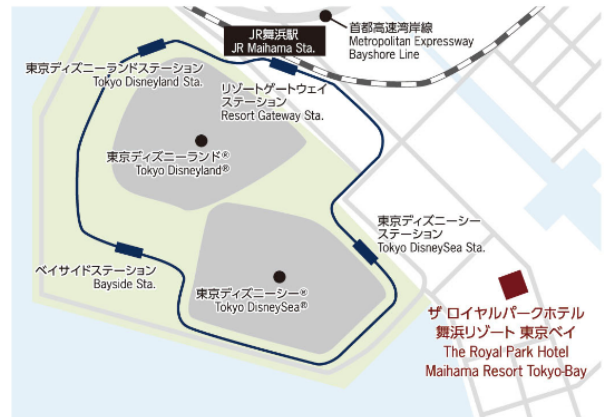 JR舞浜駅
JR Maihama Sta.
首都高速湾岸線
Metropolitan Expressway
Bayshore Line
東京ディズニーランドステーション
Tokyo Disneyland Sta.
リゾートゲートウェイ
ステーション
Resort Gateway Sta.
東京ディズニーランド®
Tokyo Disneyland®
東京ディズニーシー
ステーション
Tokyo DisneySea Sta.
ベイサイドステーション
Bayside Sta.
東京ディズニーシー®
Tokyo DisneySea®
ザ ロイヤルパークホテル
舞浜リゾート 東京ベイ
The Royal Park Hotel
Maihama Resort Tokyo-Bay